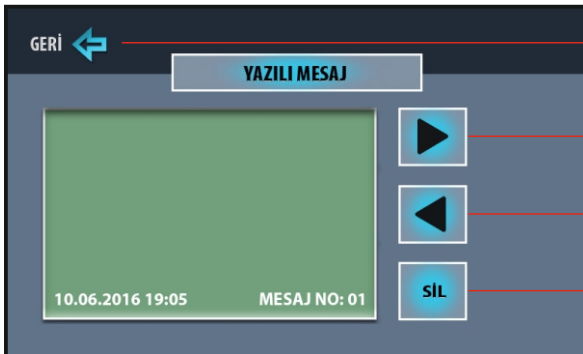 GERİ
YAZILI MESAJ
10.06.2016 19:05 MESAJ NO: 01
SİL